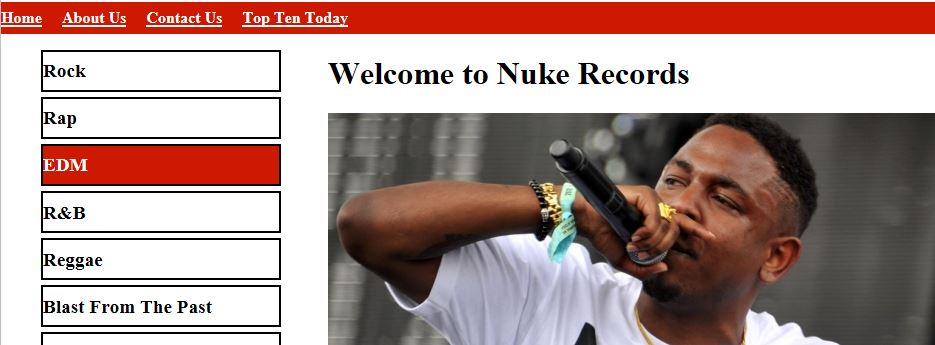 Home About Us Contact Us Top Ten Today
Rock
Rap
EDM
R&B
Reggae
Blast From The Past
Welcome to Nuke Records